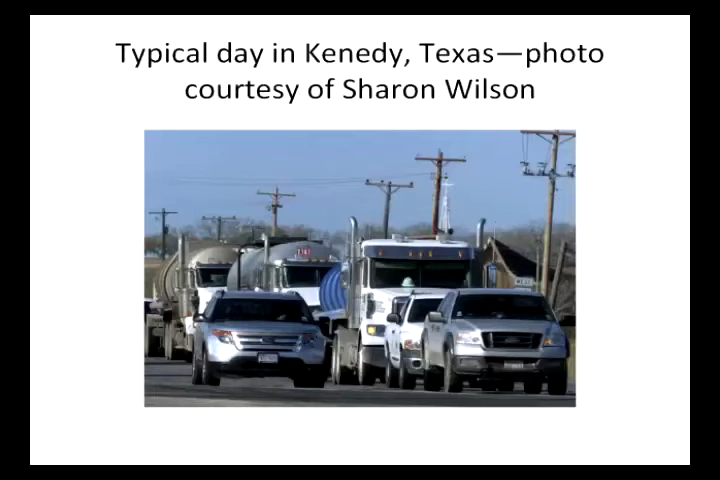 Typical day in Kenedy, Texas—photo
courtesy of Sharon Wilson